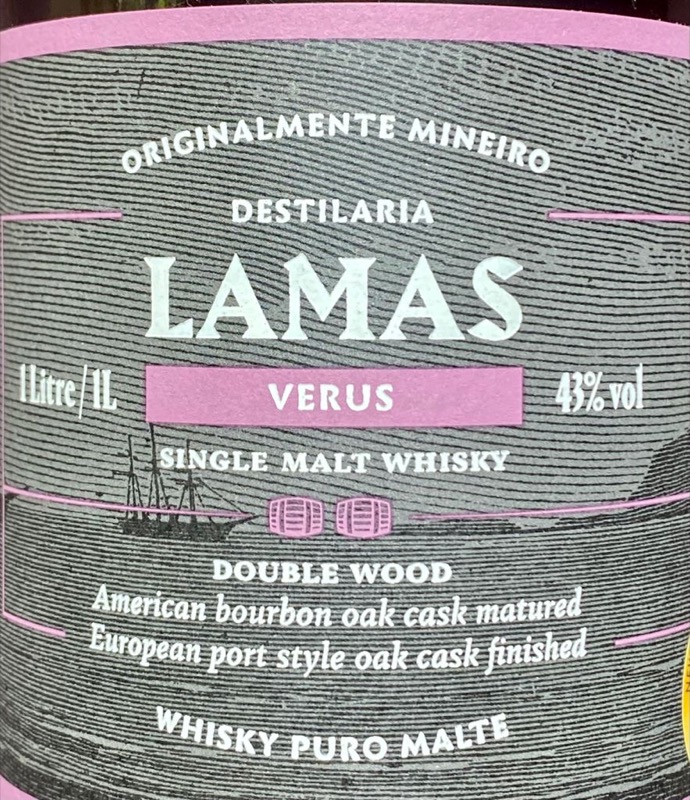 ORIGINALMENTE MINEIRO
DESTILARIA
LAMAS
1 Litre / 1L
VERUS
43% vol
SINGLE MALT WHISKY
DOUBLE WOOD
American bourbon oak cask matured
European port style oak cask finished
WHISKY PURO MALTE